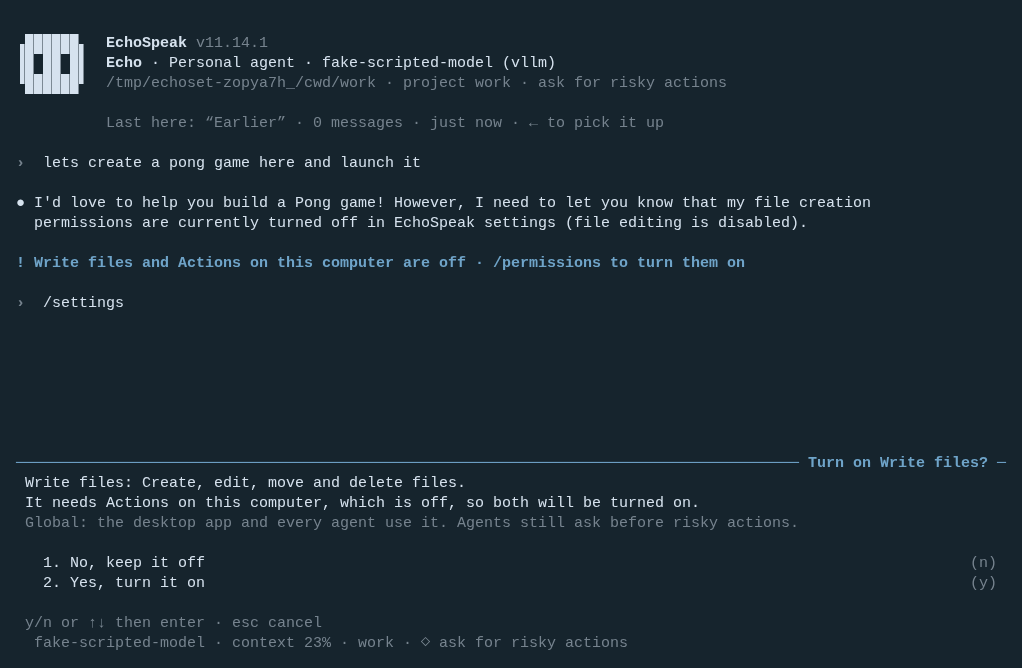 EchoSpeak v11.14.1
Echo · Personal agent · fake-scripted-model (vllm)
/tmp/echoset-zopya7h_/cwd/work · project work · ask for risky actions
Last here: “Earlier” · 0 messages · just now · ← to pick it up
› lets create a pong game here and launch it
● I'd love to help you build a Pong game! However, I need to let you know that my file creation
permissions are currently turned off in EchoSpeak settings (file editing is disabled).
! Write files and Actions on this computer are off · /permissions to turn them on
› /settings
Turn on Write files?
Write files: Create, edit, move and delete files.
It needs Actions on this computer, which is off, so both will be turned on.
Global: the desktop app and every agent use it. Agents still ask before risky actions.
1. No, keep it off (n)
2. Yes, turn it on (y)
y/n or ↑↓ then enter · esc cancel
fake-scripted-model · context 23% · work · ◇ ask for risky actions